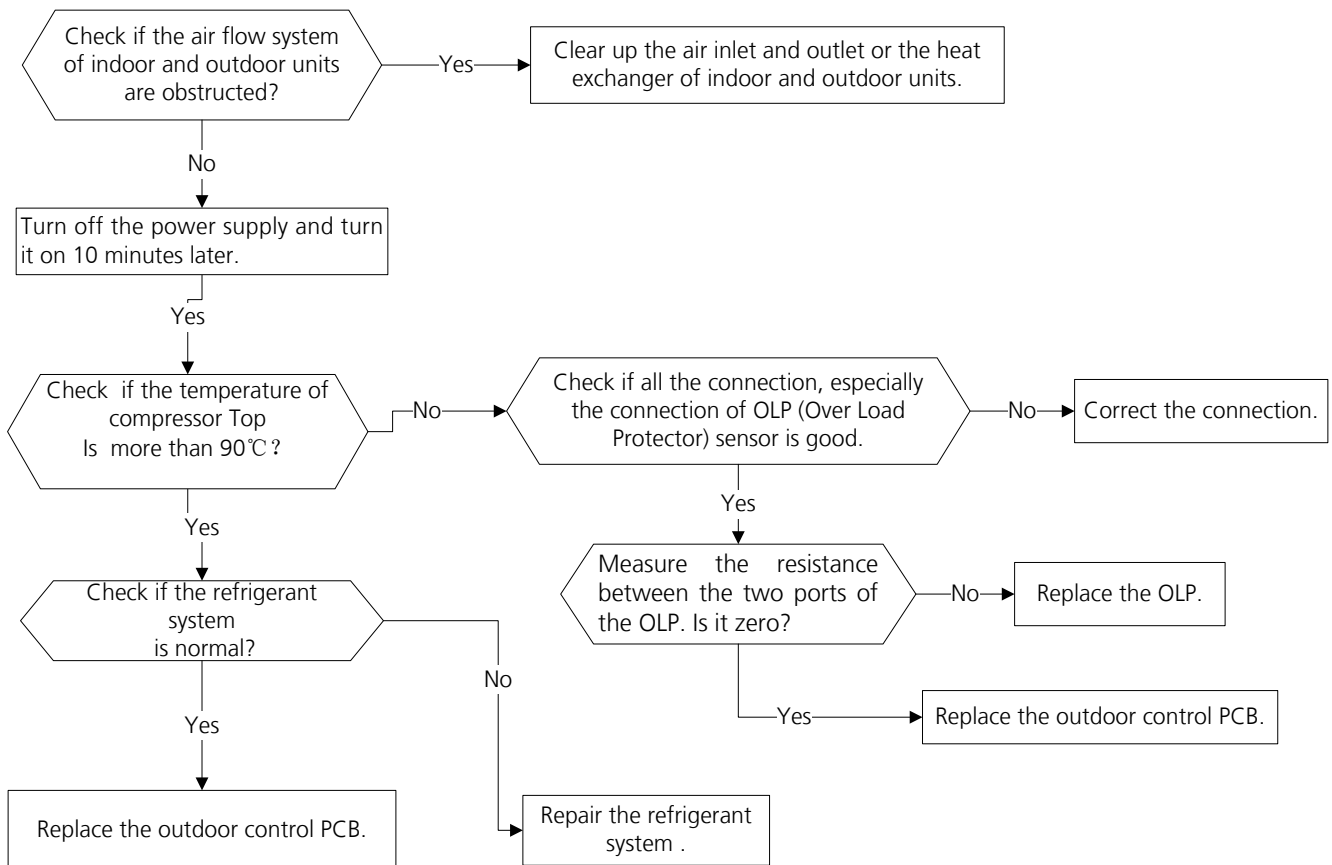 Check if the air flow system
of indoor and outdoor units
are obstructed?
Yes
Clear up the air inlet and outlet or the heat
exchanger of indoor and outdoor units.
No
Turn off the power supply and turn
it on 10 minutes later.
Yes
Check if the temperature of
compressor Top
Is more than 90℃?
No
Check if all the connection, especially
the connection of OLP (Over Load
Protector) sensor is good.
No
Correct the connection.
Yes
Yes
Measure the resistance
between the two ports of
the OLP. Is it zero?
No
Replace the OLP.
Check if the refrigerant
system
is normal?
No
Yes
Yes
Replace the outdoor control PCB.
Replace the outdoor control PCB.
Repair the refrigerant
system .